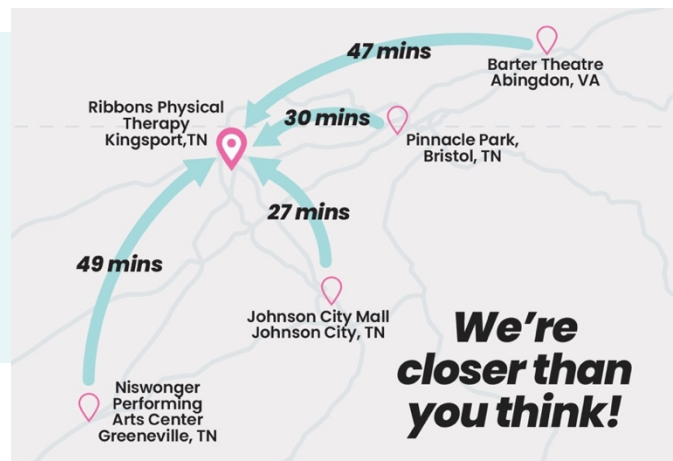 47 mins
Barter Theatre
Abingdon, VA
Ribbons Physical
Therapy
Kingsport,TN
30 mins
Pinnacle Park,
Bristol, TN
27 mins
49 mins
Johnson City Mall
Johnson City, TN
We're
closer than
you think!
Niswonger
Performing
Arts Center
Greeneville, TN